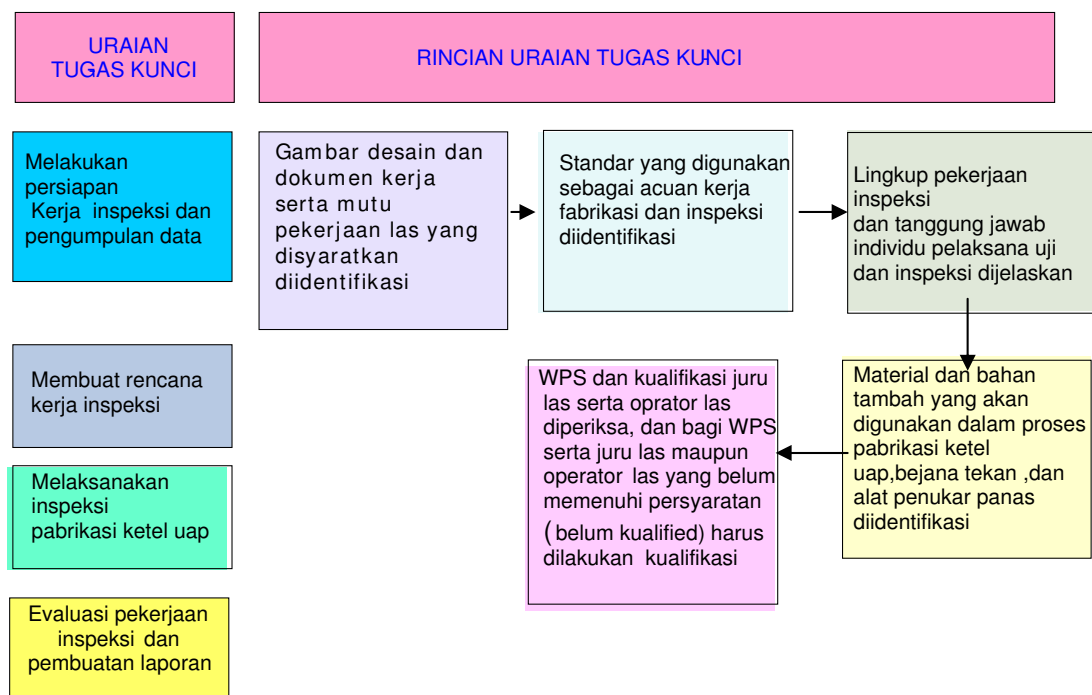 URAIAN
TUGAS KUNCI
RINCIAN URAIAN TUGAS KUNCI
Melakukan
persiapan
Kerja inspeksi dan
pengumpulan data
Gambar desain dan
dokumen kerja
serta mutu
pekerjaan las yang
disyaratkan
diidentifikasi
Standar yang digunakan
sebagai acuan kerja
fabrikasi dan inspeksi
diidentifikasi
Lingkup pekerjaan
inspeksi
dan tanggung jawab
individu pelaksana uji
dan inspeksi dijelaskan
Membuat rencana
kerja inspeksi
WPS dan kualifikasi juru
las serta oprator las
diperiksa, dan bagi WPS
serta juru las maupun
operator las yang belum
memenuhi persyaratan
( belum kualified) harus
dilakukan kualifikasi
Material dan bahan
tambah yang akan
digunakan dalam proses
pabrikasi ketel
uap,bejana tekan ,dan
alat penukar panas
diidentifikasi
Melaksanakan
inspeksi
pabrikasi ketel uap
Evaluasi pekerjaan
inspeksi dan
pembuatan laporan